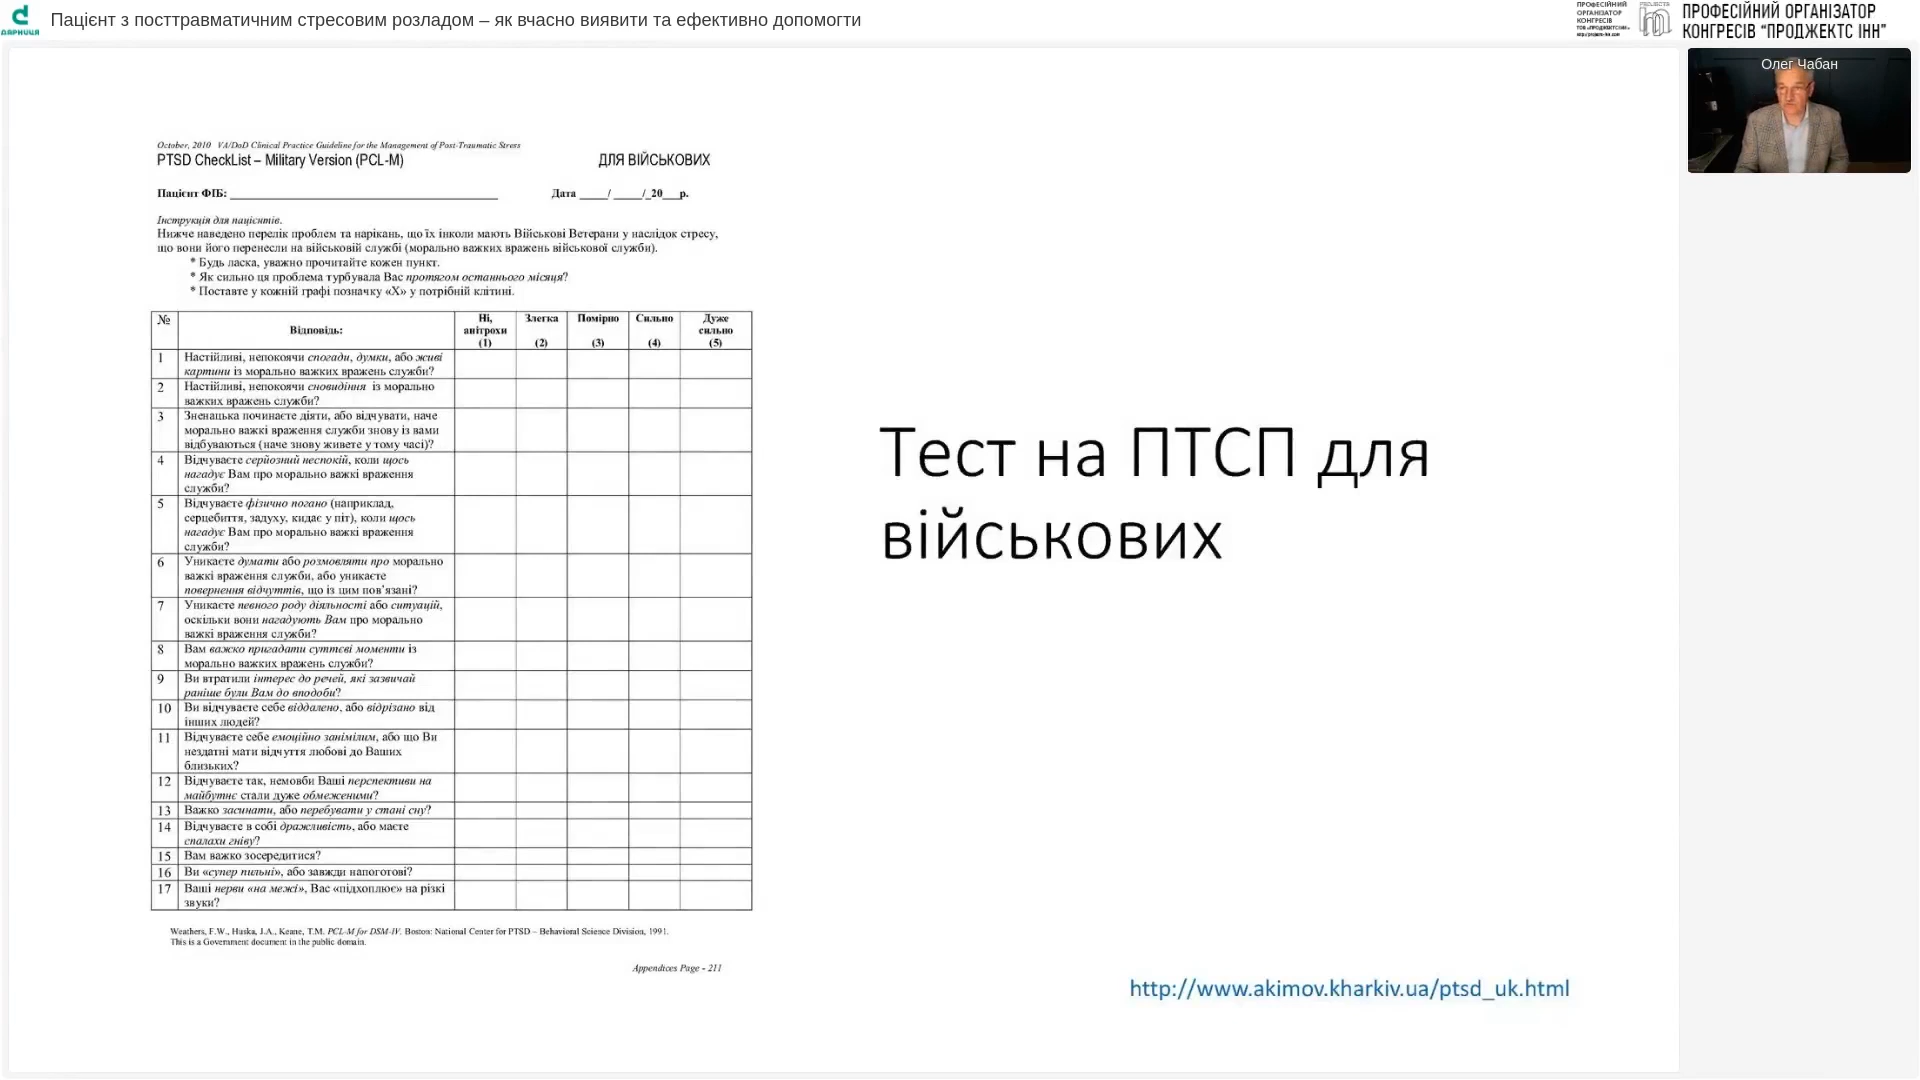 Пацієнт з посттравматичним стресовим розладом – як вчасно виявити та ефективно допомогти
ДАРНИЦЯ
ПРОФЕСІЙНИЙ
ОРГАНІЗАТОР
КОНГРЕСІВ
ПРОФЕСІЙНИЙ ОРГАНІЗАТОР
КОНГРЕСІВ “ПРОДЖЕКТС ІНН”
Олег Чабан
October, 2010 VA/DoD Clinical Practice Guideline for the Management of Post-Traumatic Stress
PTSD CheckList – Military Version (PCL-M) ДЛЯ ВІЙСЬКОВИХ
Пацієнт ФІБ: ____________ Дата _____/ _____/_20___р.
Інструкція для пацієнтів.
Нижче наведено перелік проблем та нарікань, що їх інколи мають Військові Ветерани у наслідок стресу,
що вони його перенесли на військовій службі (морально важких вражень військової служби).
* Будь ласка, уважно прочитайте кожен пункт.
* Як сильно ця проблема турбувала Вас протягом останнього місяця?
* Поставте у кожній графі позначку «Х» у потрібній клітині.
№ Відповідь: Ні, анітрохи (1) Злегка (2) Помірно (3) Сильно (4) Дуже сильно (5)
1 Настійливі, непокоячи спогади, думки, або живі
картини із морально важких вражень служби?
2 Настійливі, непокоячи сновидіння із морально
важких вражень служби?
3 Зненацька починаєте діяти, або відчувати, наче
морально важкі враження служби знову із вами
відбуваються (наче знову живете у тому часі)?
4 Відчуваєте серйозний неспокій, коли щось
нагадує Вам про морально важкі враження
служби?
5 Відчуваєте фізично погано (наприклад,
серцебиття, задуху, кидає у піт), коли щось
нагадує Вам про морально важкі враження
служби?
6 Уникаєте думати або розмовляти про морально
важкі враження служби, або уникаєте
повернення відчуттів, що із цим пов’язані?
7 Уникаєте певного роду діяльності або ситуацій,
оскільки вони нагадують Вам про морально
важкі враження служби?
8 Вам важко пригадати суттєві моменти із
морально важких вражень служби?
9 Ви втратили інтерес до речей, які зазвичай
раніше були Вам до вподоби?
10 Ви відчуваєте себе віддалено, або відрізано від
інших людей?
11 Відчуваєте себе емоційно занімілим, або що Ви
нездатні мати відчуття любові до Ваших
близьких?
12 Відчуваєте так, немовби Ваші перспективи на
майбутнє стали дуже обмеженими?
13 Важко засинати, або перебувати у стані сну?
14 Відчуваєте в собі дражливість, або маєте
спалахи гніву?
15 Вам важко зосередитися?
16 Ви «супер пильні», або завжди напоготові?
17 Ваші нерви «на межі», Вас «підхоплює» на різкі
звуки?
Weathers, F.W., Huska, J.A., Keane, T.M. PCL-M for DSM-IV. Boston: National Center for PTSD – Behavioral Science Division, 1991.
This is a Government document in the public domain.
Appendices Page - 211
Тест на ПТСП для
військових
http://www.akimov.kharkiv.ua/ptsd_uk.html